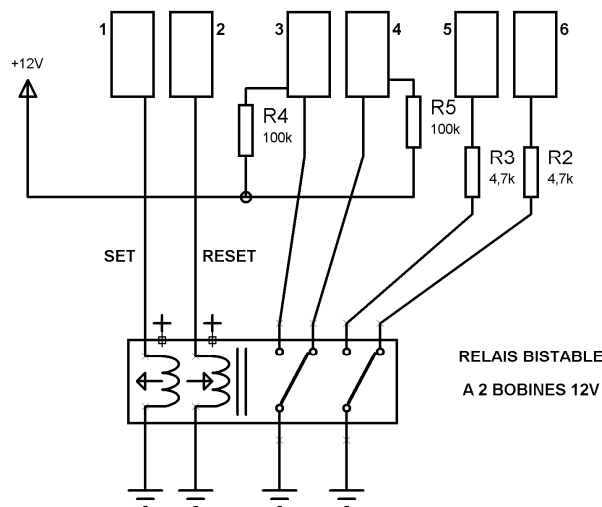 1 2 3 4 5 6
+12V
R4
100k
R5
100k
R3
4,7k
R2
4,7k
SET
RESET
RELAIS BISTABLE
A 2 BOBINES 12V